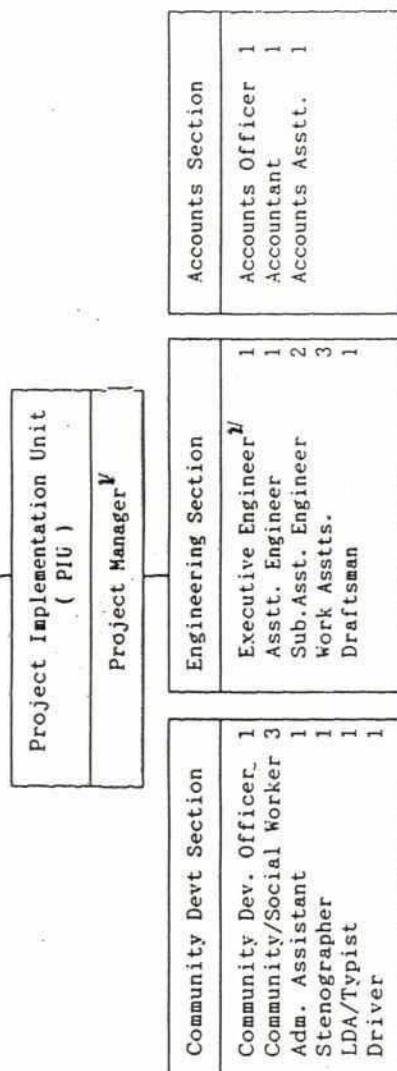 Project Implementation Unit
( PIU )
Project Manager 1/ 1
Community Devt Section
Community Dev. Officer 1
Community/Social Worker 3
Adm. Assistant 1
Stenographer 1
LDA/Typist 1
Driver 1
Engineering Section
Executive Engineer 1
Asstt. Engineer 1
Sub.Asst. Engineer 2
Work Asstts. 3
Draftsman 1
Accounts Section
Accounts Officer 1
Accountant 1
Accounts Asstt. 1